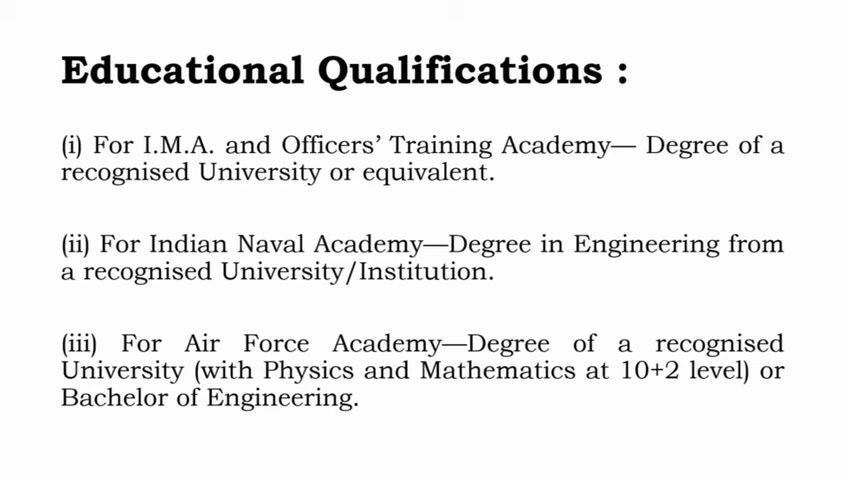 Educational Qualifications :
(i) For I.M.A. and Officers’ Training Academy— Degree of a
recognised University or equivalent.
(ii) For Indian Naval Academy—Degree in Engineering from
a recognised University/Institution.
(iii) For Air Force Academy—Degree of a recognised
University (with Physics and Mathematics at 10+2 level) or
Bachelor of Engineering.